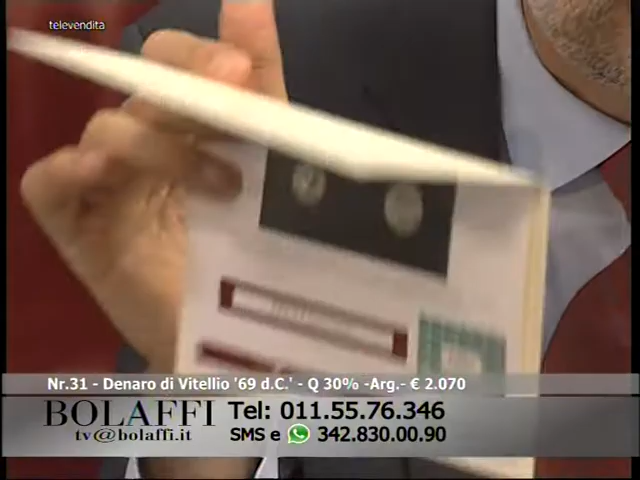 televendita
Nr.31 - Denaro di Vitellio '69 d.C.' - Q 30% -Arg.- € 2.070
BOLAFFI
tv@bolaffi.it
Tel: 011.55.76.346
SMS e 342.830.00.90